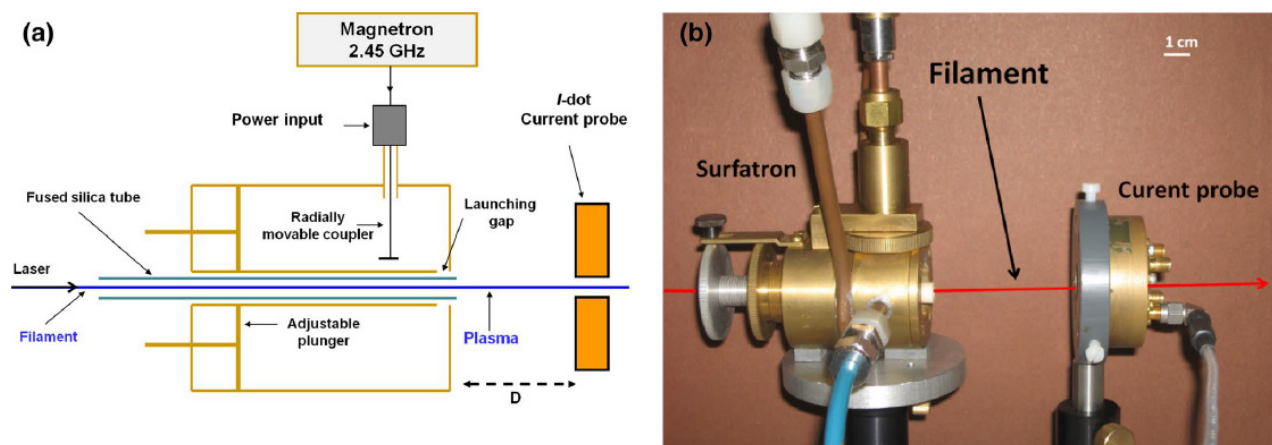 (a)
Magnetron
2.45 GHz
Power input
I-dot
Current probe
Fused silica tube
Radially
movable coupler
Launching
gap
Laser
Filament
Adjustable
plunger
Plasma
D
(b)
1 cm
Filament
Surfatron
Curent probe